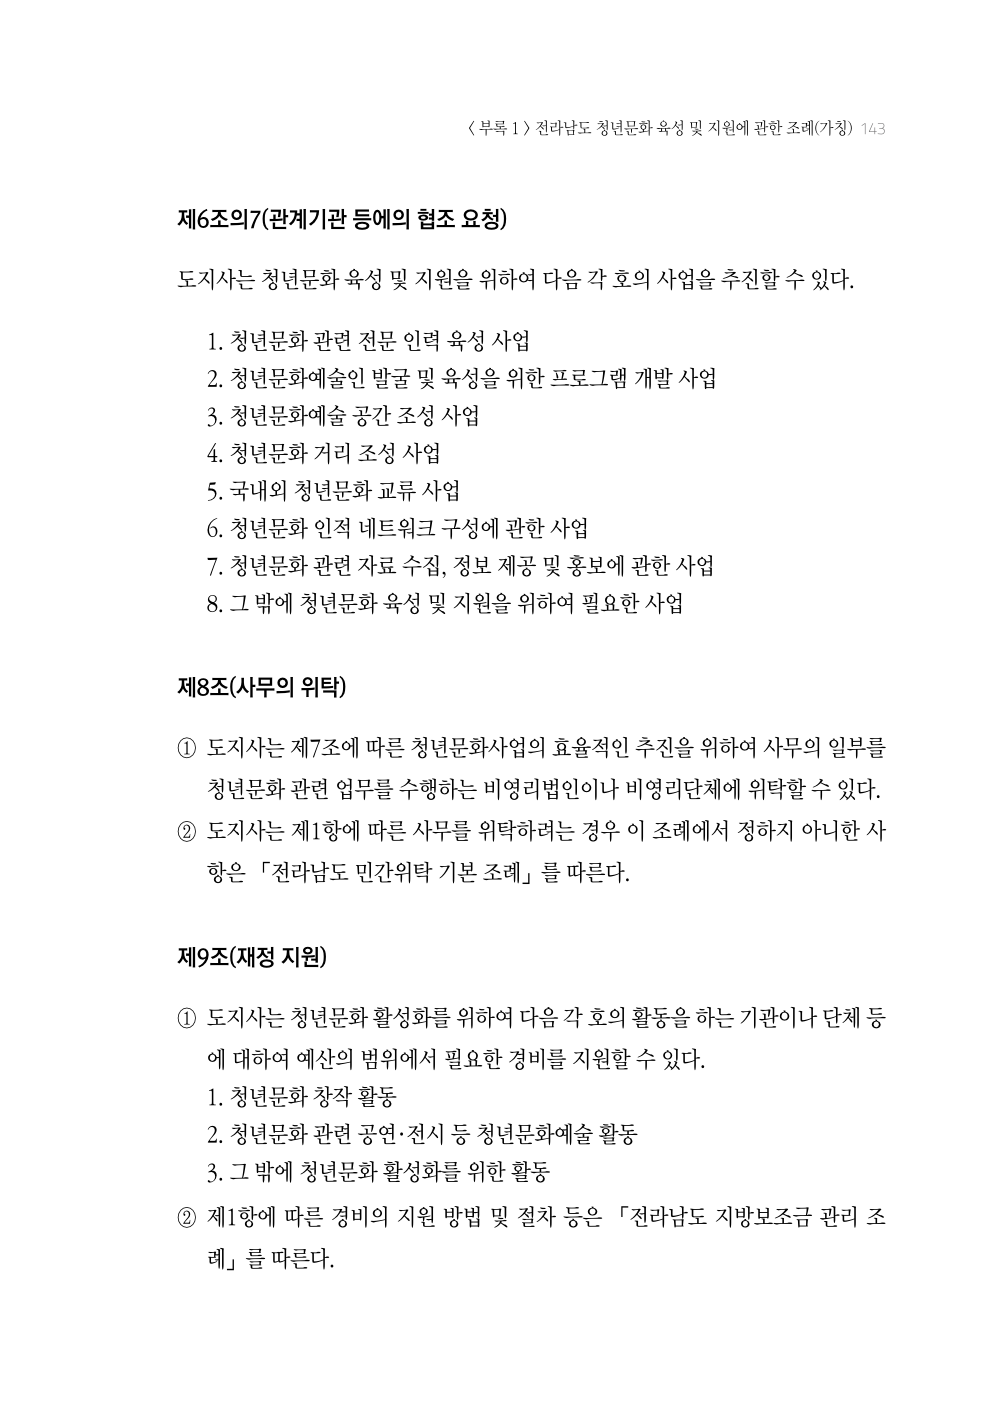 〈 부록 1 〉 전라남도 청년문화 육성 및 지원에 관한 조례(가칭) 143
제6조의7(관계기관 등에의 협조 요청)
도지사는 청년문화 육성 및 지원을 위하여 다음 각 호의 사업을 추진할 수 있다.
1. 청년문화 관련 전문 인력 육성 사업
2. 청년문화예술인 발굴 및 육성을 위한 프로그램 개발 사업
3. 청년문화예술 공간 조성 사업
4. 청년문화 거리 조성 사업
5. 국내외 청년문화 교류 사업
6. 청년문화 인적 네트워크 구성에 관한 사업
7. 청년문화 관련 자료 수집, 정보 제공 및 홍보에 관한 사업
8. 그 밖에 청년문화 육성 및 지원을 위하여 필요한 사업
제8조(사무의 위탁)
① 도지사는 제7조에 따른 청년문화사업의 효율적인 추진을 위하여 사무의 일부를
청년문화 관련 업무를 수행하는 비영리법인이나 비영리단체에 위탁할 수 있다.
② 도지사는 제1항에 따른 사무를 위탁하려는 경우 이 조례에서 정하지 아니한 사
항은 「전라남도 민간위탁 기본 조례」를 따른다.
제9조(재정 지원)
① 도지사는 청년문화 활성화를 위하여 다음 각 호의 활동을 하는 기관이나 단체 등
에 대하여 예산의 범위에서 필요한 경비를 지원할 수 있다.
1. 청년문화 창작 활동
2. 청년문화 관련 공연·전시 등 청년문화예술 활동
3. 그 밖에 청년문화 활성화를 위한 활동
② 제1항에 따른 경비의 지원 방법 및 절차 등은 「전라남도 지방보조금 관리 조
례」를 따른다.